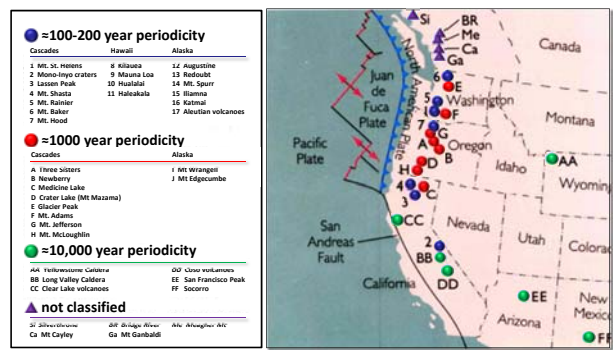 ≈100-200 year periodicity
Cascades Hawaii Alaska
1 Mt. St. Helens 8 Kilauea 12 Augustine
2 Mono-Inyo craters 9 Mauna Loa 13 Redoubt
3 Lassen Peak 10 Hualalai 14 Mt. Spurr
4 Mt. Shasta 11 Haleakala 15 Iliamna
5 Mt. Rainier 16 Katmai
6 Mt. Baker 17 Aleutian volcanoes
7 Mt. Hood
≈1000 year periodicity
Cascades Alaska
A Three Sisters I Mt Wrangell
B Newberry J Mt Edgecumbe
C Medicine Lake
D Crater Lake (Mt Mazama)
E Glacier Peak
F Mt. Adams
G Mt. Jefferson
H Mt. McLoughlin
≈10,000 year periodicity
AA Yellowstone Caldera DD Coso volcanoes
BB Long Valley Caldera EE San Francisco Peak
CC Clear Lake volcanoes FF Socorro
not classified
Si Silverthrone BR Bridge River Me Meagher Mt
Ca Mt Cayley Ga Mt Garibaldi
Si
BR
Me
Ca
Ga
Canada
6
E
North American Plate
Juan
de
Fuca
Plate
5
Washington
1
F
Montana
7
G
A
Oregon
B
Pacific
Plate
D
H
Idaho
AA
Wyoming
4
C
3
CC
San
Andreas
Fault
Nevada
2
BB
Utah
Colorad
DD
California
EE
Arizona
New
Mexico
FF